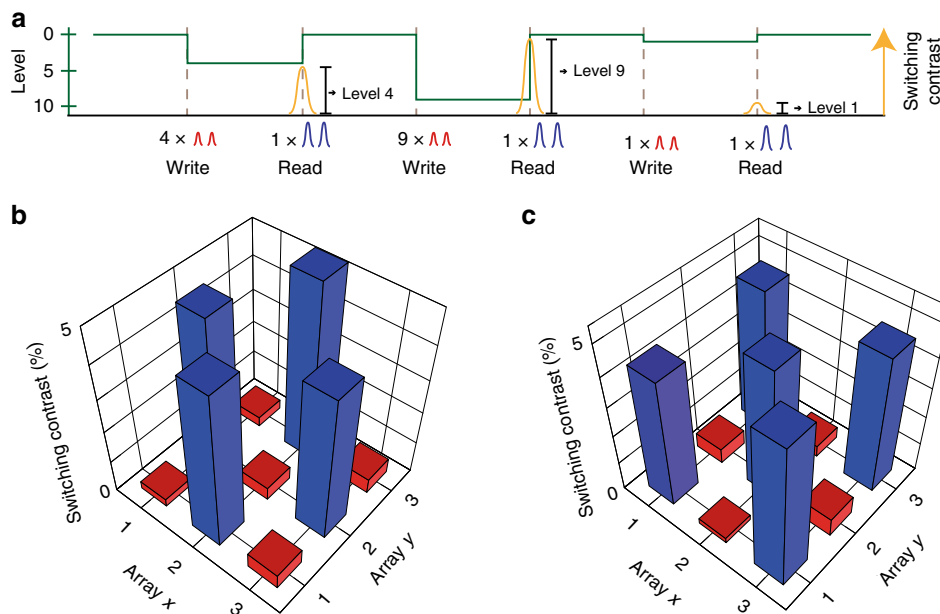 a
Level
0
5
10
Level 4
Level 9
Level 1
Switching contrast
4 ×
1 ×
9 ×
1 ×
1 ×
1 ×
Write
Read
Write
Read
Write
Read
b
5
0
Switching contrast (%)
1
2
3
Array x
1
2
3
Array y
c
5
0
Switching contrast (%)
1
2
3
Array x
1
2
3
Array y